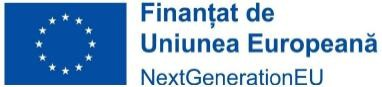 Finanțat de
Uniunea Europeană
NextGenerationEU